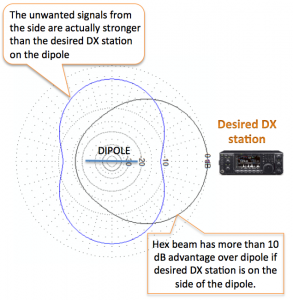 The unwanted signals from
the side are actually stronger
than the desired DX station
on the dipole
Desired DX
station
DIPOLE
30
20
10
0 dB
Hex beam has more than 10
dB advantage over dipole if
desired DX station is on the
side of the dipole.